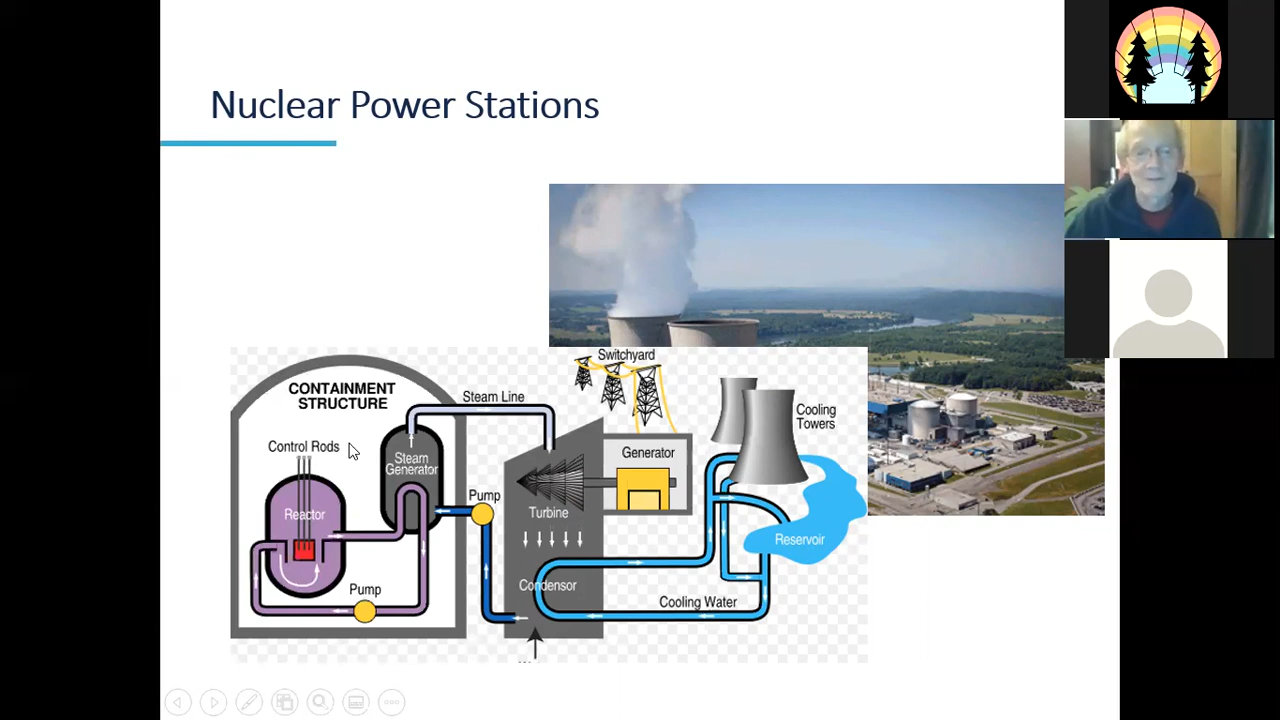 Nuclear Power Stations
CONTAINMENT
STRUCTURE
Control Rods
Reactor
Steam
Generator
Pump
Steam Line
Pump
Turbine
Condensor
Switchyard
Generator
Cooling
Towers
Reservoir
Cooling Water